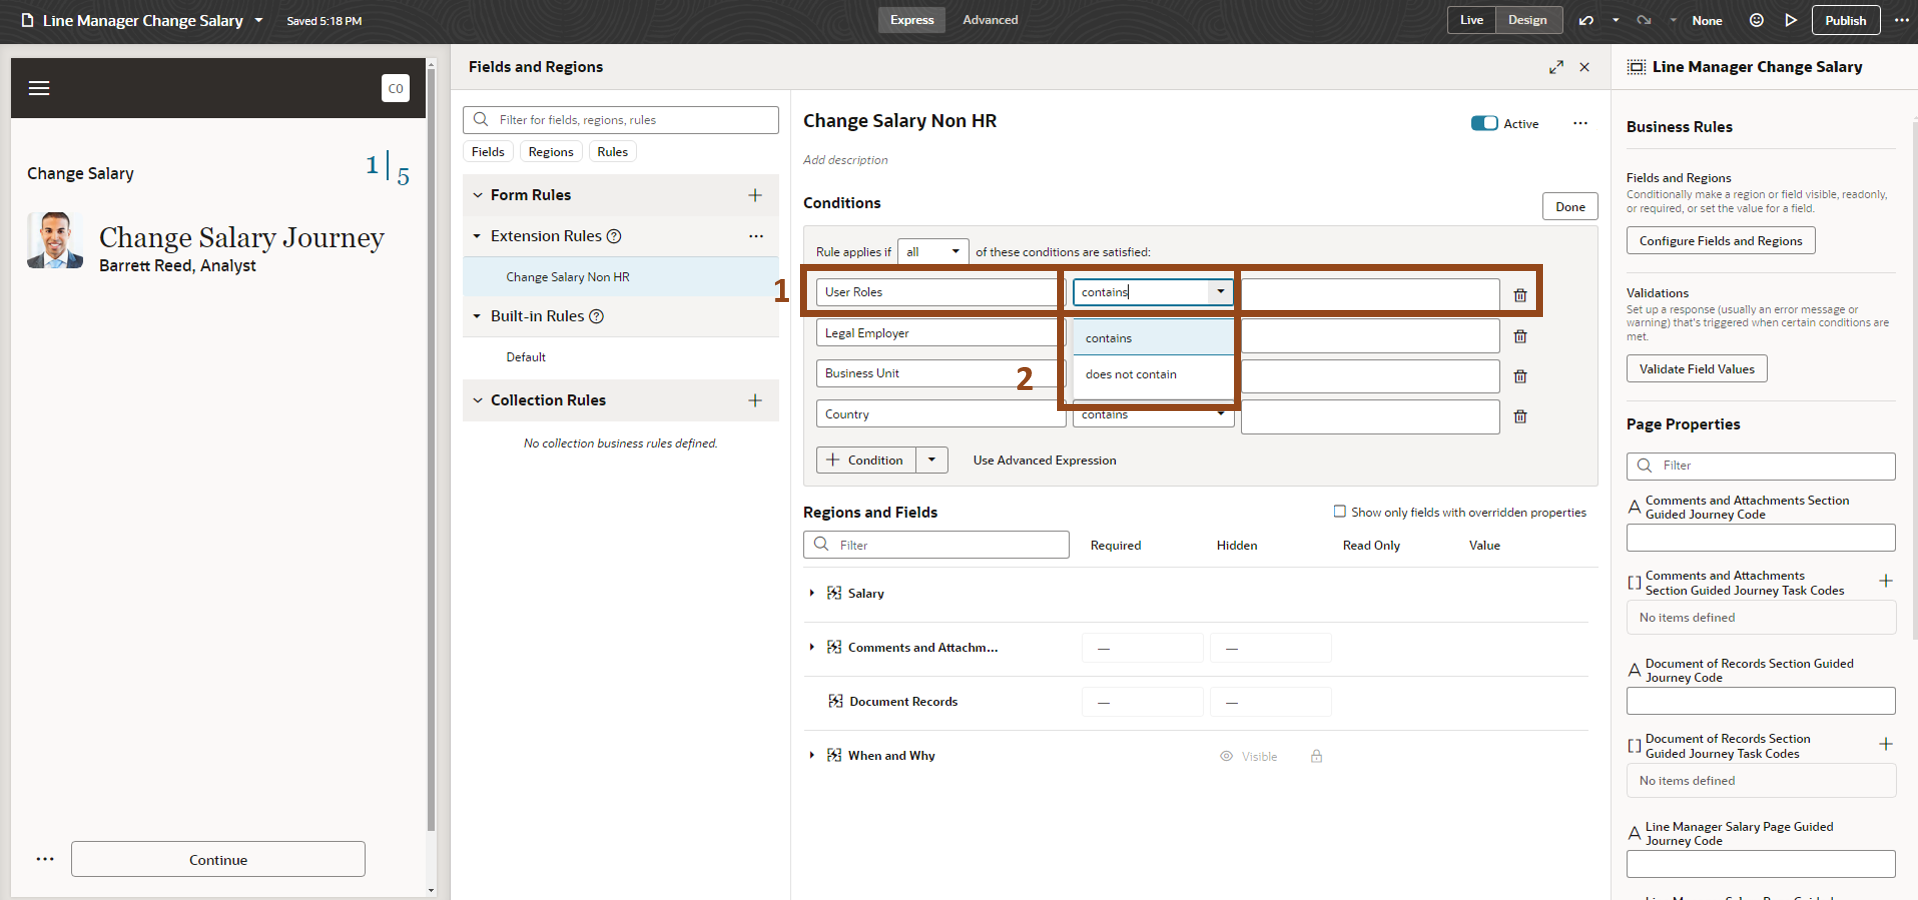 Line Manager Change Salary
Saved 5:18 PM
Express
Advanced
Live
Design
None
Publish
CO
Change Salary
1
5
Change Salary Journey
Barrett Reed, Analyst
Continue
Fields and Regions
Filter for fields, regions, rules
Fields
Regions
Rules
Form Rules
Extension Rules
Change Salary Non HR
Built-in Rules
Default
Collection Rules
No collection business rules defined.
Change Salary Non HR
Active
Add description
Conditions
Done
Rule applies if
all
of these conditions are satisfied:
1
User Roles
contains
Legal Employer
contains
Business Unit
2
does not contain
Country
contains
Condition
Use Advanced Expression
Regions and Fields
Show only fields with overridden properties
Filter
Required
Hidden
Read Only
Value
Salary
Comments and Attachm...
—
—
Document Records
—
—
When and Why
Visible
Line Manager Change Salary
Business Rules
Fields and Regions
Conditionally make a region or field visible, readonly,
or required, or set the value for a field.
Configure Fields and Regions
Validations
Set up a response (usually an error message or
warning) that's triggered when certain conditions are
met.
Validate Field Values
Page Properties
Filter
A Comments and Attachments Section
Guided Journey Code
[] Comments and Attachments
Section Guided Journey Task Codes
No items defined
A Document of Records Section Guided
Journey Code
[] Document of Records Section
Guided Journey Task Codes
No items defined
A Line Manager Salary Page Guided
Journey Code